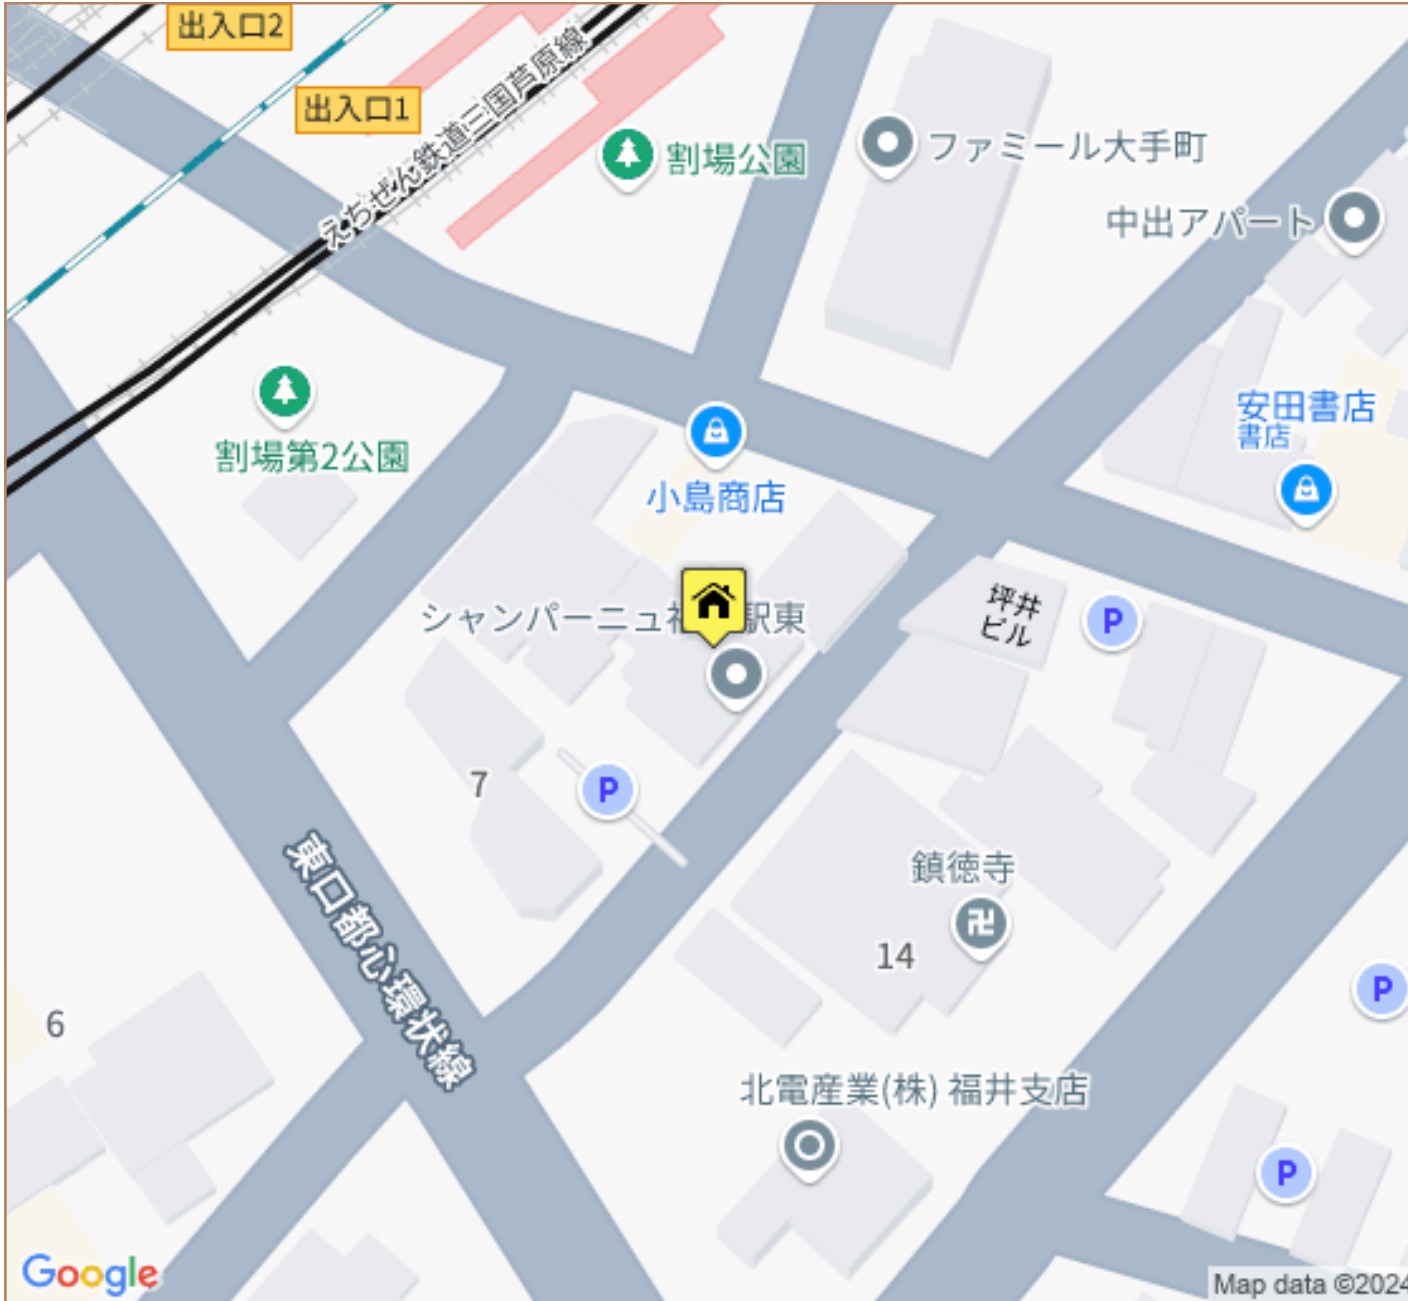 出入口2
出入口1
えちぜん鉄道三国芦原線
割場公園
ファミール大手町
中出アパート
割場第2公園
安田書店
書店
小島商店
シャンパーニュ福 駅東
坪井
ビル
P
7
P
東口都心環状線
鎮徳寺
14
6
P
北電産業(株) 福井支店
P
Google
Map data ©2024